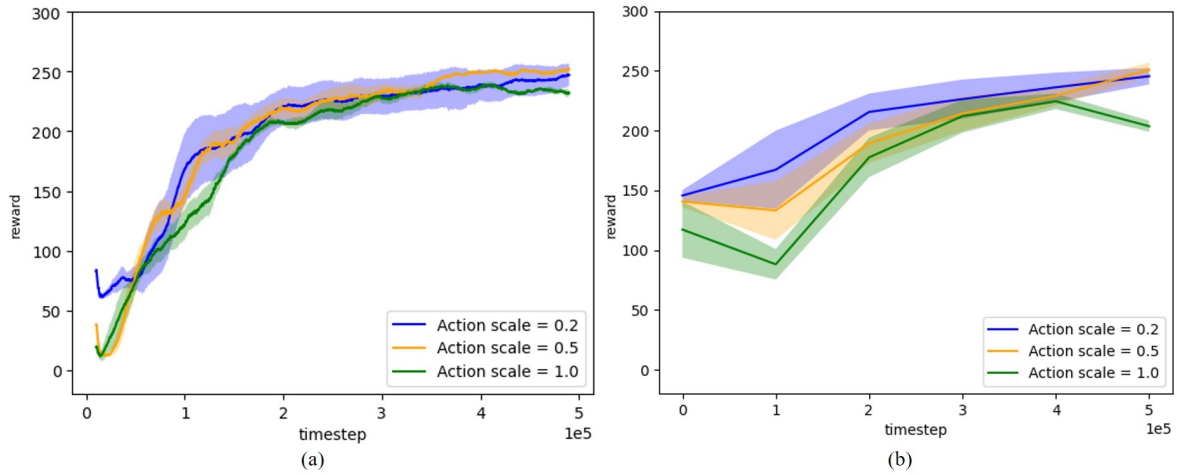 300
250
200
150
100
50
0
reward
Action scale = 0.2
Action scale = 0.5
Action scale = 1.0
0 1 2 3 4 5
timestep
1e5
(a)
300
250
200
150
100
50
0
reward
Action scale = 0.2
Action scale = 0.5
Action scale = 1.0
0 1 2 3 4 5
timestep
1e5
(b)